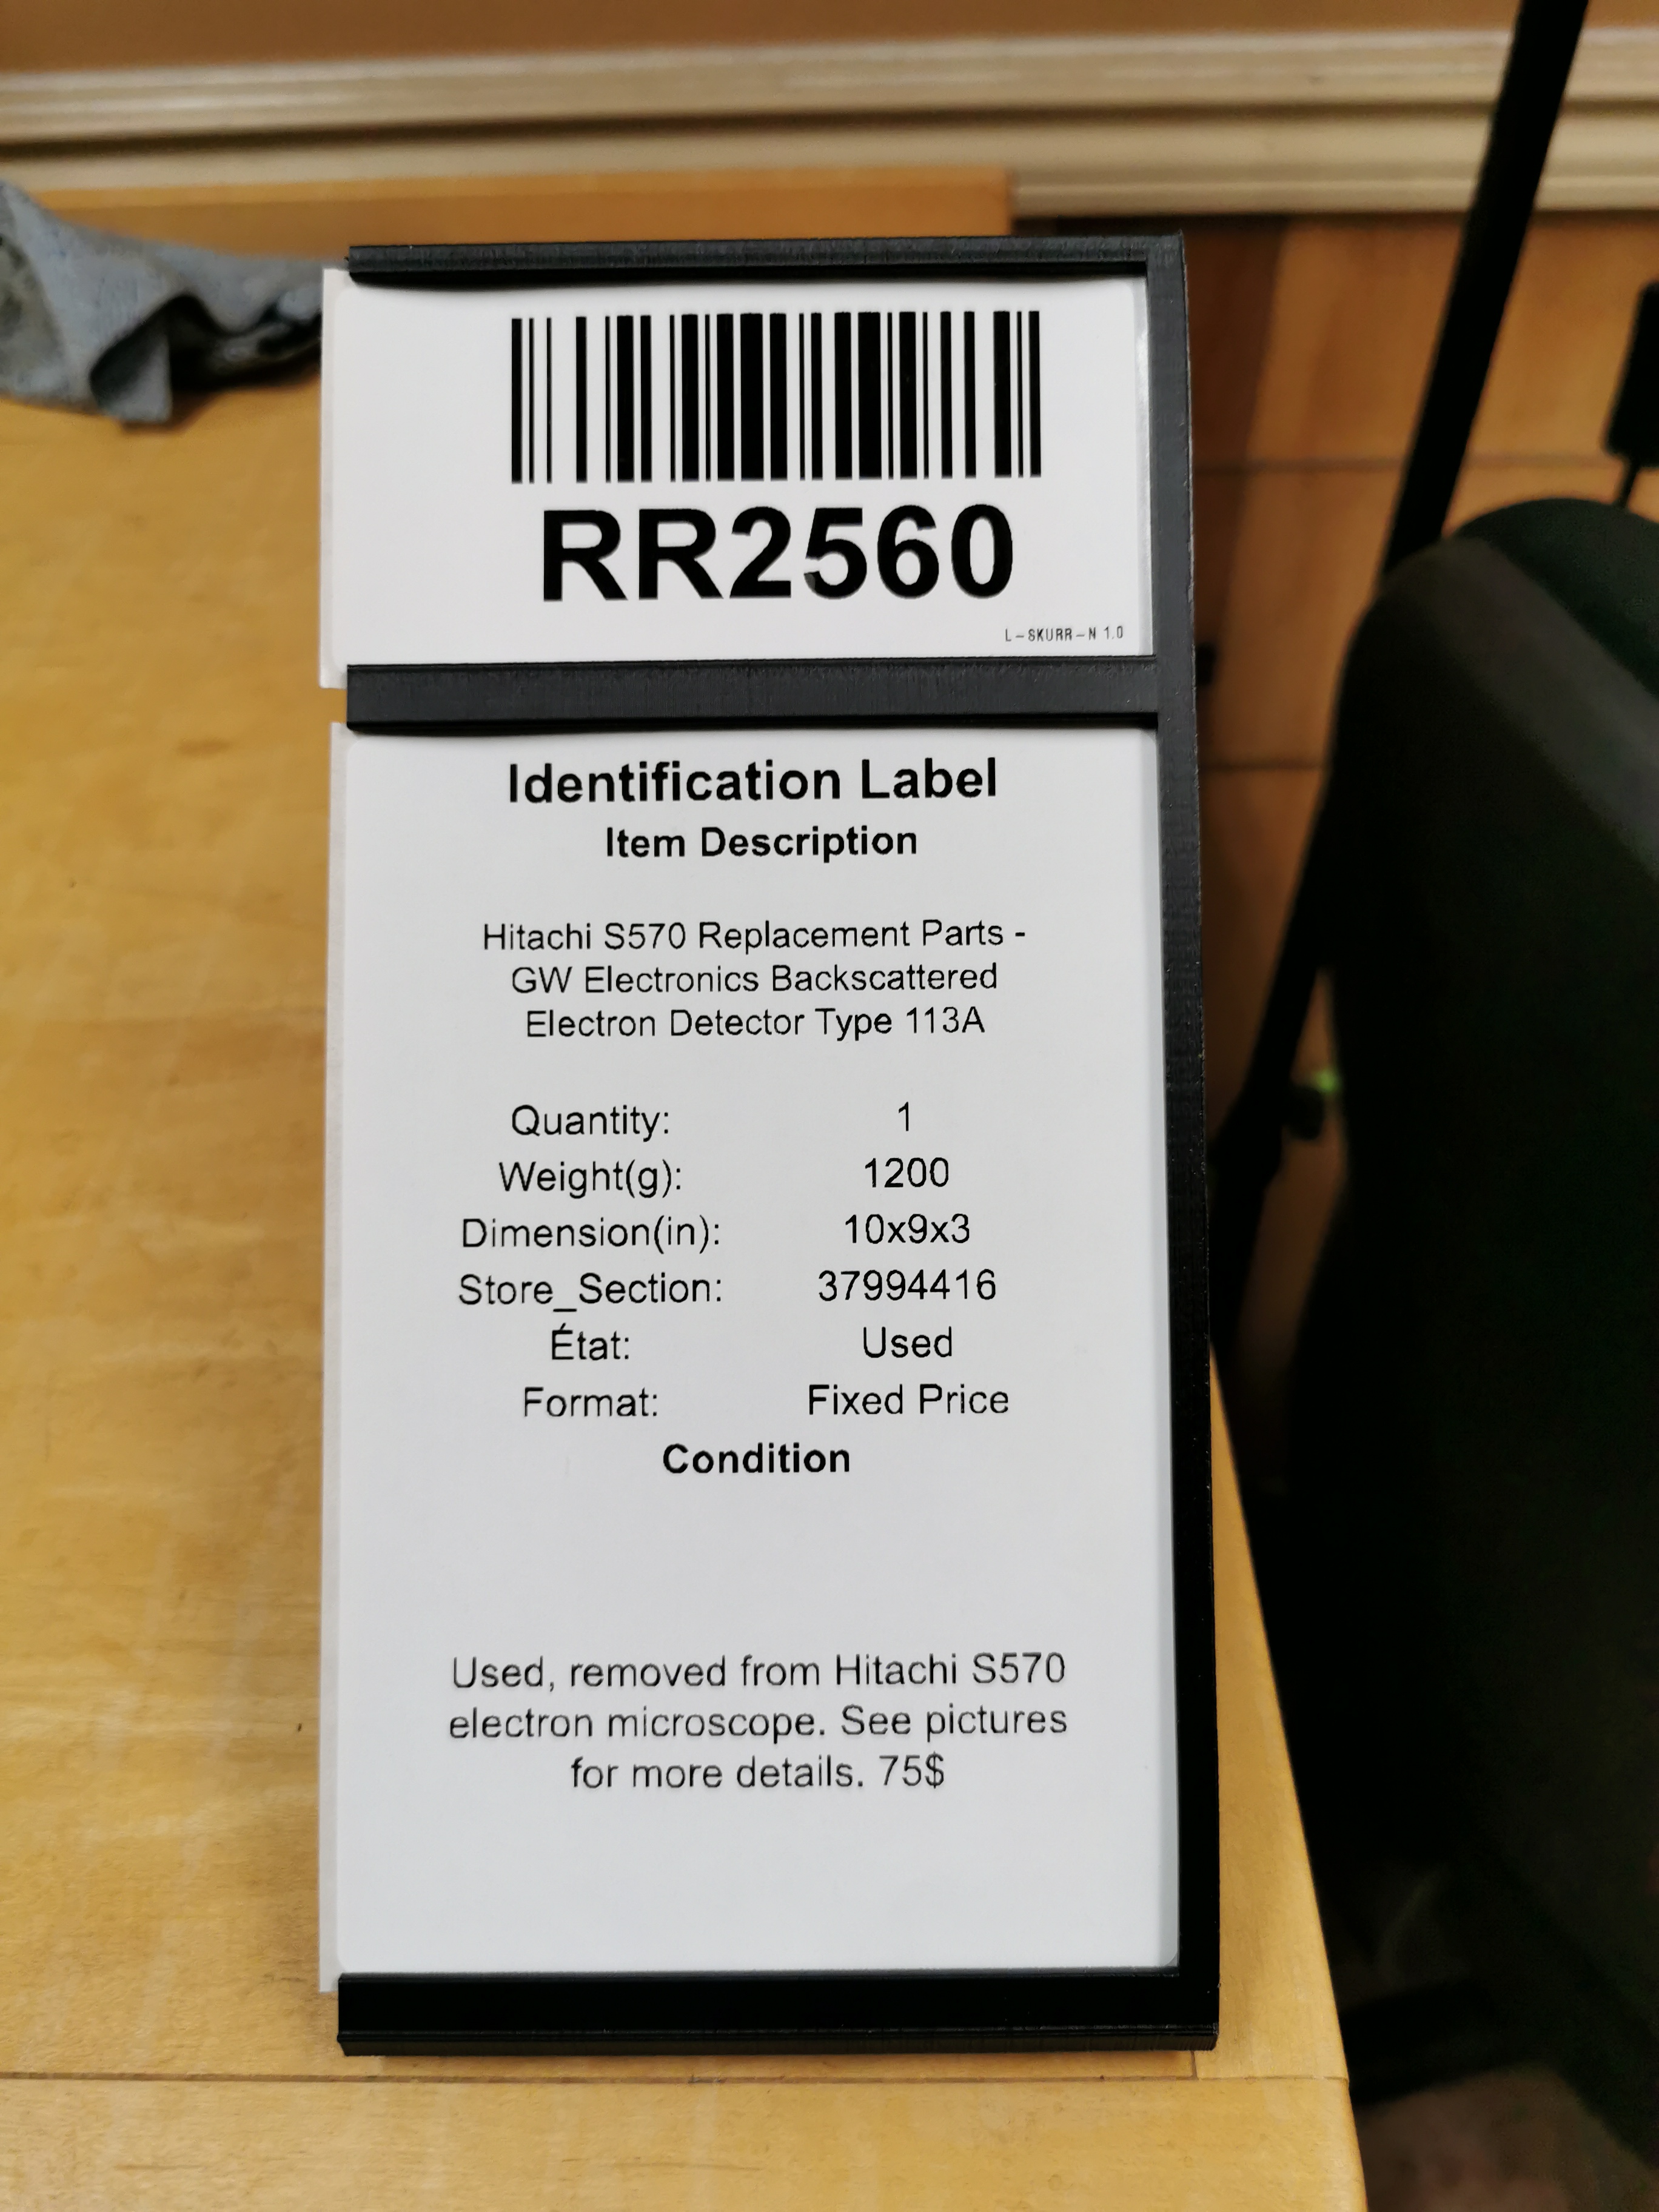 RR2560
L-SKURR-N 1.0
Identification Label
Item Description
Hitachi S570 Replacement Parts -
GW Electronics Backscattered
Electron Detector Type 113A
Quantity: 1
Weight(g): 1200
Dimension(in): 10x9x3
Store_Section: 37994416
État: Used
Format: Fixed Price
Condition
Used, removed from Hitachi S570
electron microscope. See pictures
for more details. 75$